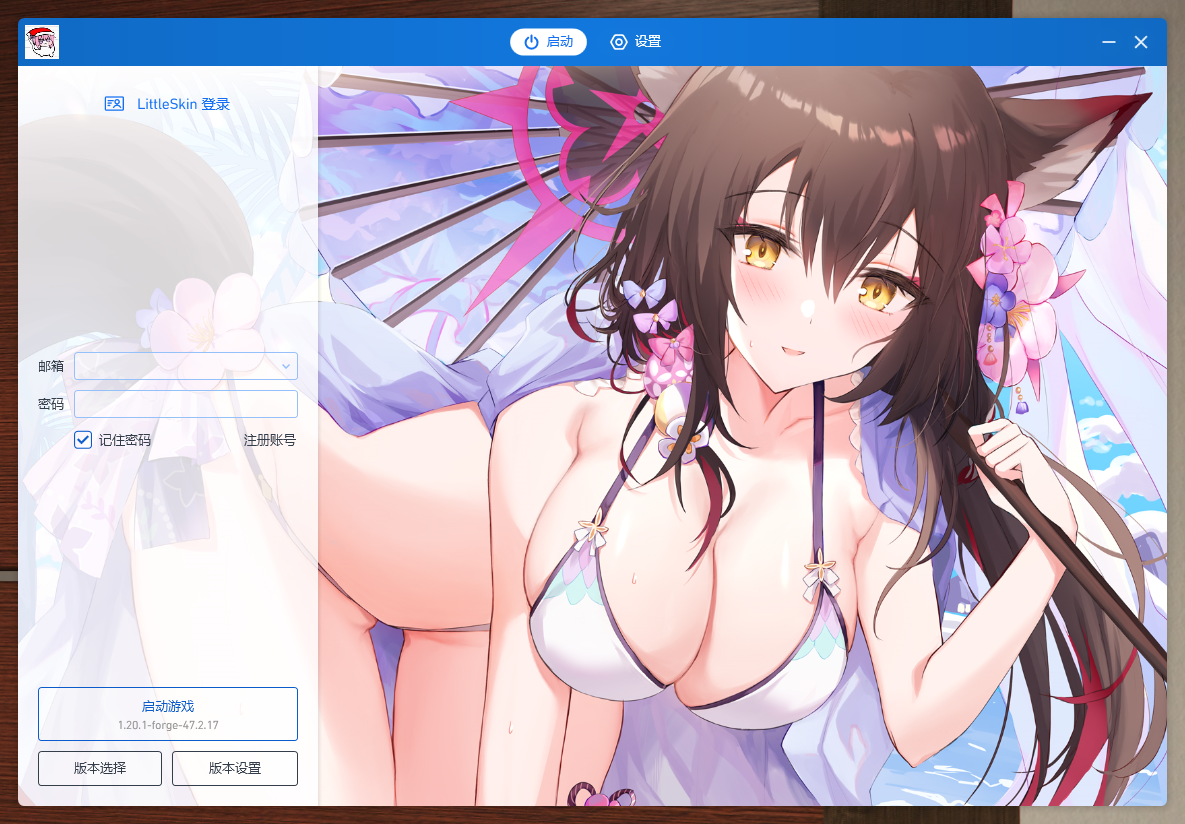 启动
设置
LittleSkin 登录
邮箱
密码
记住密码
注册账号
启动游戏
1.20.1-forge-47.2.17
版本选择
版本设置